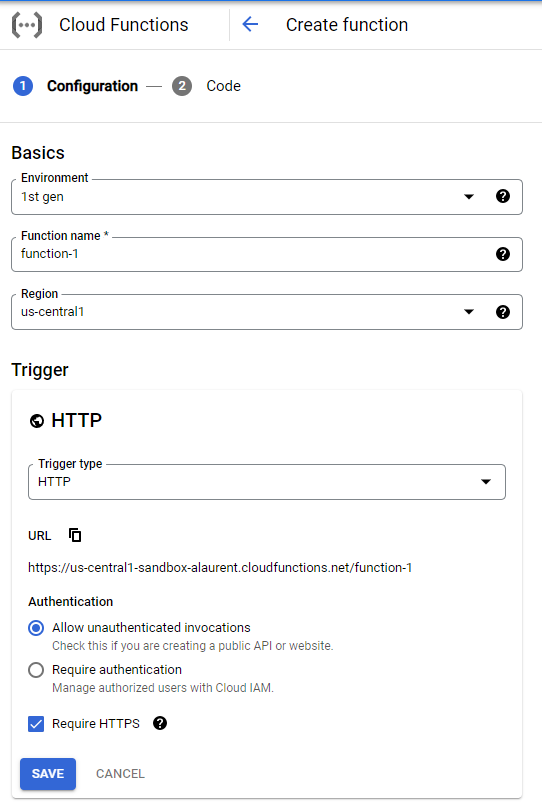 Cloud Functions
Create function
1 Configuration — 2 Code
Basics
Environment
1st gen
Function name *
function-1
Region
us-central1
Trigger
HTTP
Trigger type
HTTP
URL
https://us-central1-sandbox-alaurent.cloudfunctions.net/function-1
Authentication
Allow unauthenticated invocations
Check this if you are creating a public API or website.
Require authentication
Manage authorized users with Cloud IAM.
Require HTTPS
SAVE CANCEL